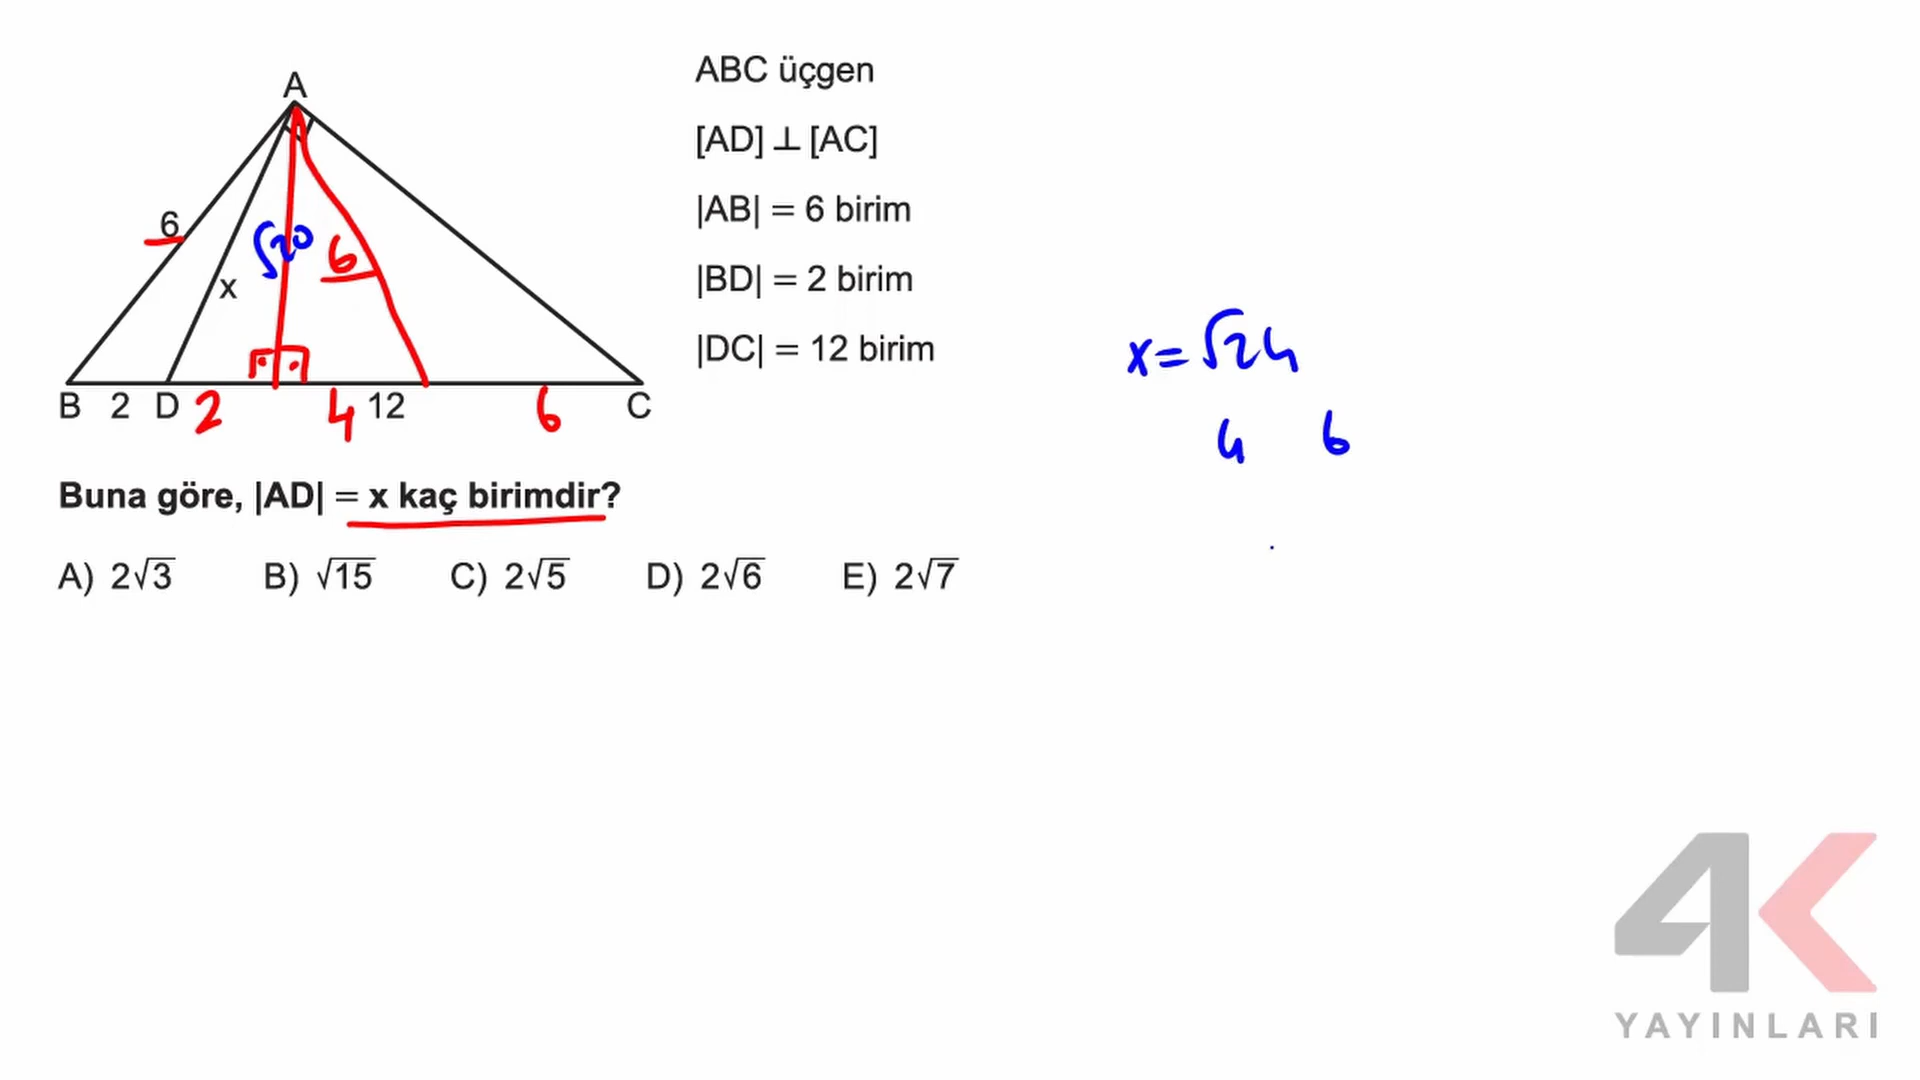 ABC üçgen
A
[AD] ⊥ [AC]
|AB| = 6 birim
6
√20
6
x
|BD| = 2 birim
|DC| = 12 birim
x = √24
4 6
B 2 D 2 4 12 6 C
Buna göre, |AD| = x kaç birimdir?
A) 2√3 B) √15 C) 2√5 D) 2√6 E) 2√7
4K
YAYINLARI